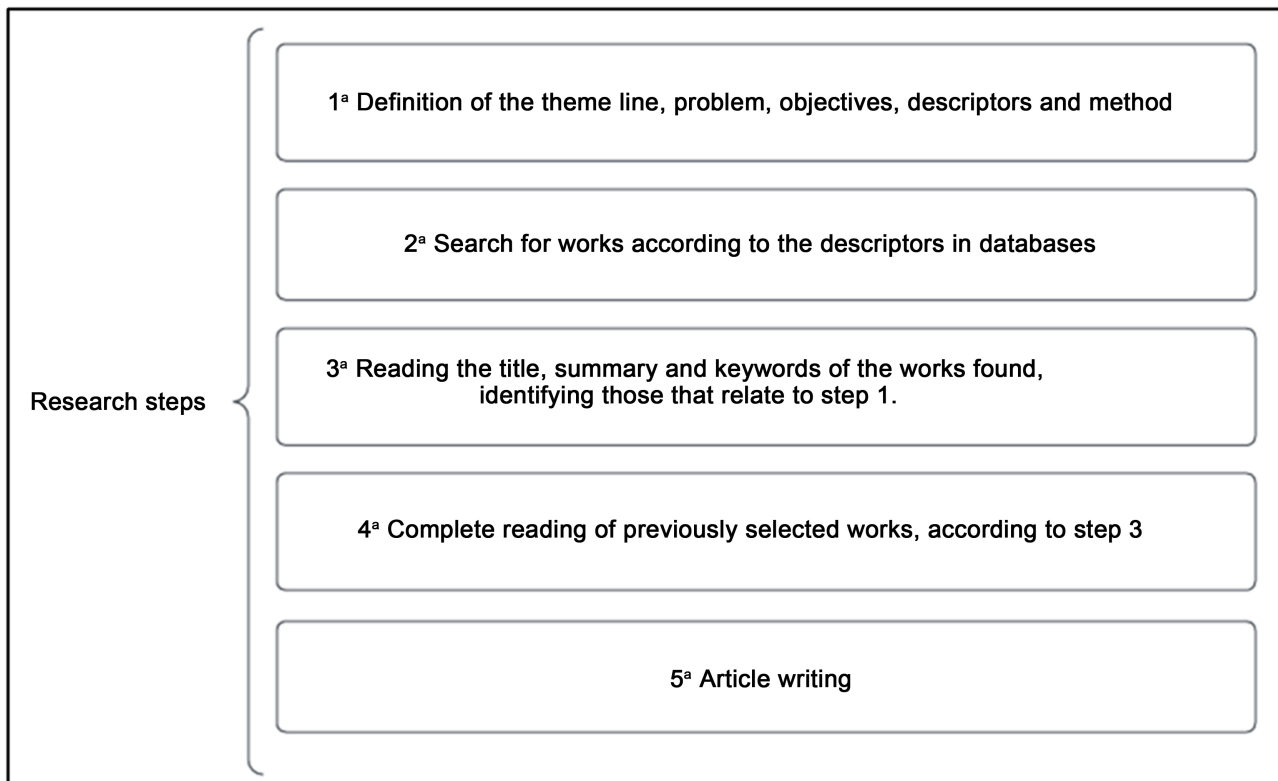 1ª Definition of the theme line, problem, objectives, descriptors and method
2ª Search for works according to the descriptors in databases
3ª Reading the title, summary and keywords of the works found,
identifying those that relate to step 1.
Research steps
4ª Complete reading of previously selected works, according to step 3
5ª Article writing